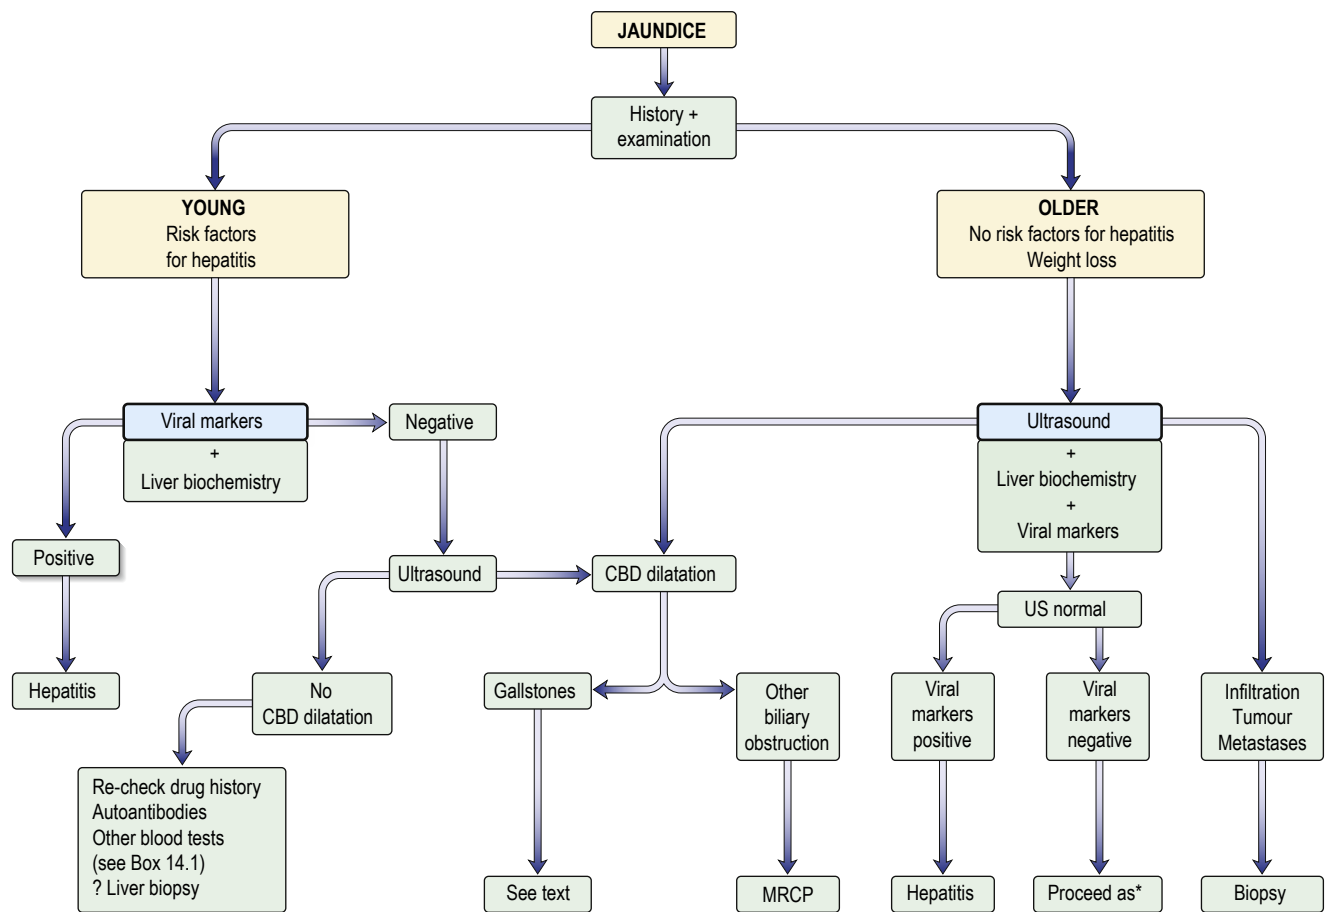 JAUNDICE
History +
examination
YOUNG
Risk factors
for hepatitis
OLDER
No risk factors for hepatitis
Weight loss
Viral markers
+
Liver biochemistry
Negative
Ultrasound
+
Liver biochemistry
+
Viral markers
Positive
Ultrasound
CBD dilatation
US normal
Hepatitis
No
CBD dilatation
Gallstones
Other
biliary
obstruction
Viral
markers
positive
Viral
markers
negative
Infiltration
Tumour
Metastases
Re-check drug history
Autoantibodies
Other blood tests
(see Box 14.1)
? Liver biopsy
See text
MRCP
Hepatitis
Proceed as*
Biopsy